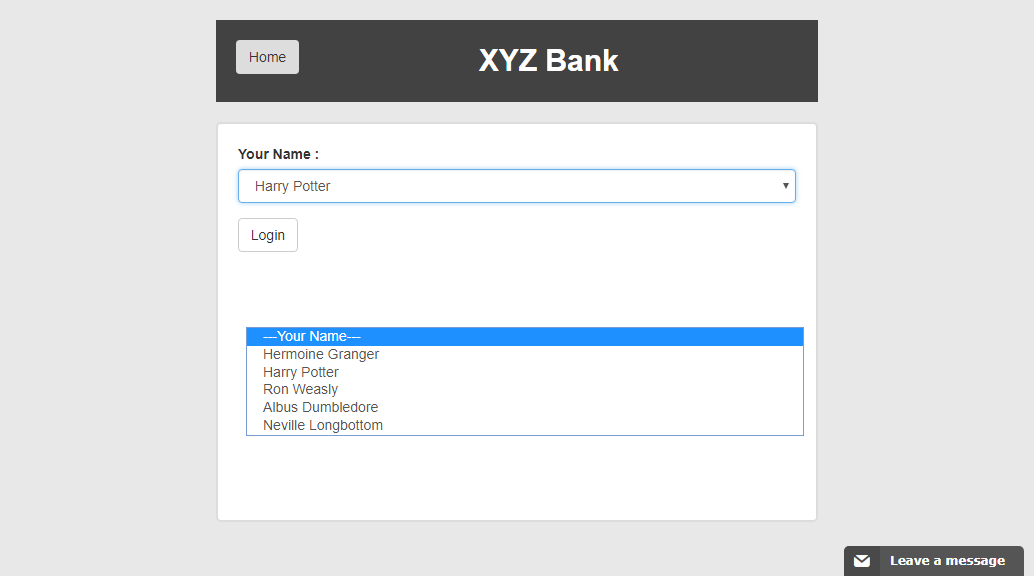 Home
XYZ Bank
Your Name :
Harry Potter
Login
---Your Name---
Hermoine Granger
Harry Potter
Ron Weasly
Albus Dumbledore
Neville Longbottom
Leave a message